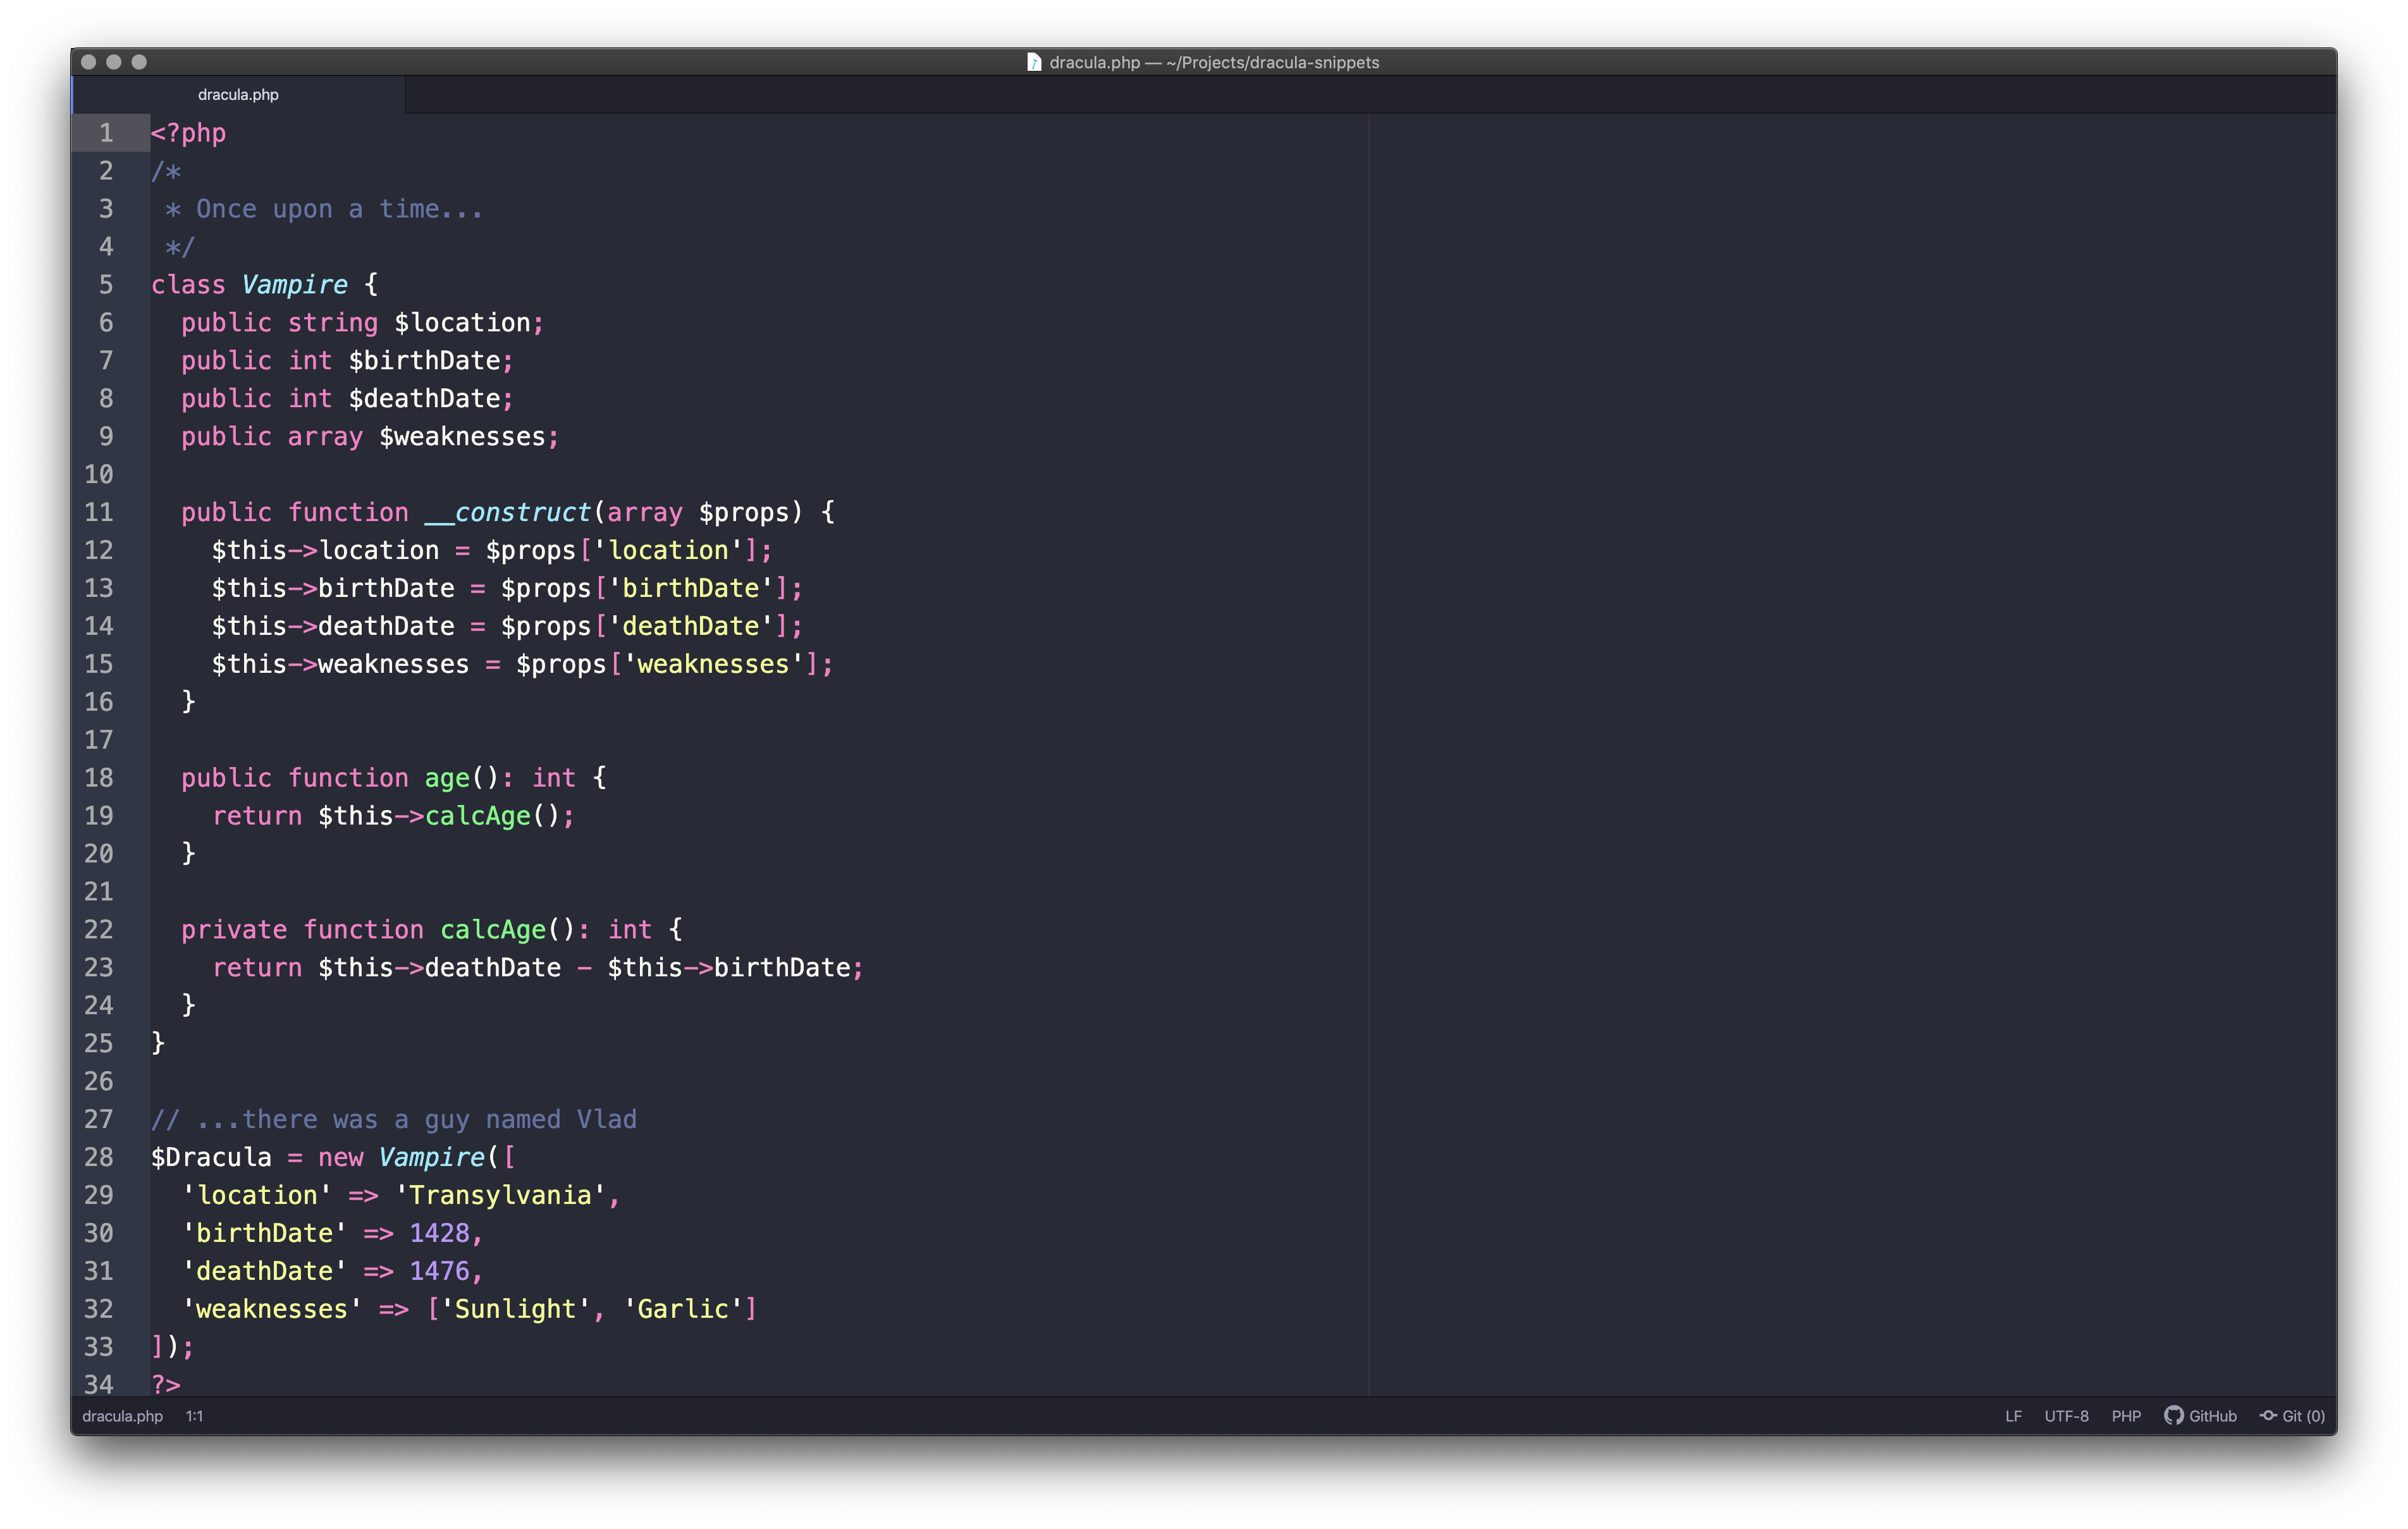 dracula.php — ~/Projects/dracula-snippets
dracula.php
1 <?php
2 /*
3  * Once upon a time...
4  */
5 class Vampire {
6   public string $location;
7   public int $birthDate;
8   public int $deathDate;
9   public array $weaknesses;
10
11   public function __construct(array $props) {
12     $this->location = $props['location'];
13     $this->birthDate = $props['birthDate'];
14     $this->deathDate = $props['deathDate'];
15     $this->weaknesses = $props['weaknesses'];
16   }
17
18   public function age(): int {
19     return $this->calcAge();
20   }
21
22   private function calcAge(): int {
23     return $this->deathDate - $this->birthDate;
24   }
25 }
26
27 // ...there was a guy named Vlad
28 $Dracula = new Vampire([
29   'location' => 'Transylvania',
30   'birthDate' => 1428,
31   'deathDate' => 1476,
32   'weaknesses' => ['Sunlight', 'Garlic']
33 ]);
34 ?>
dracula.php 1:1 LF UTF-8 PHP GitHub Git (0)